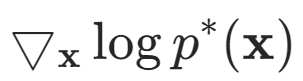 ▽ₓ log p*(x)